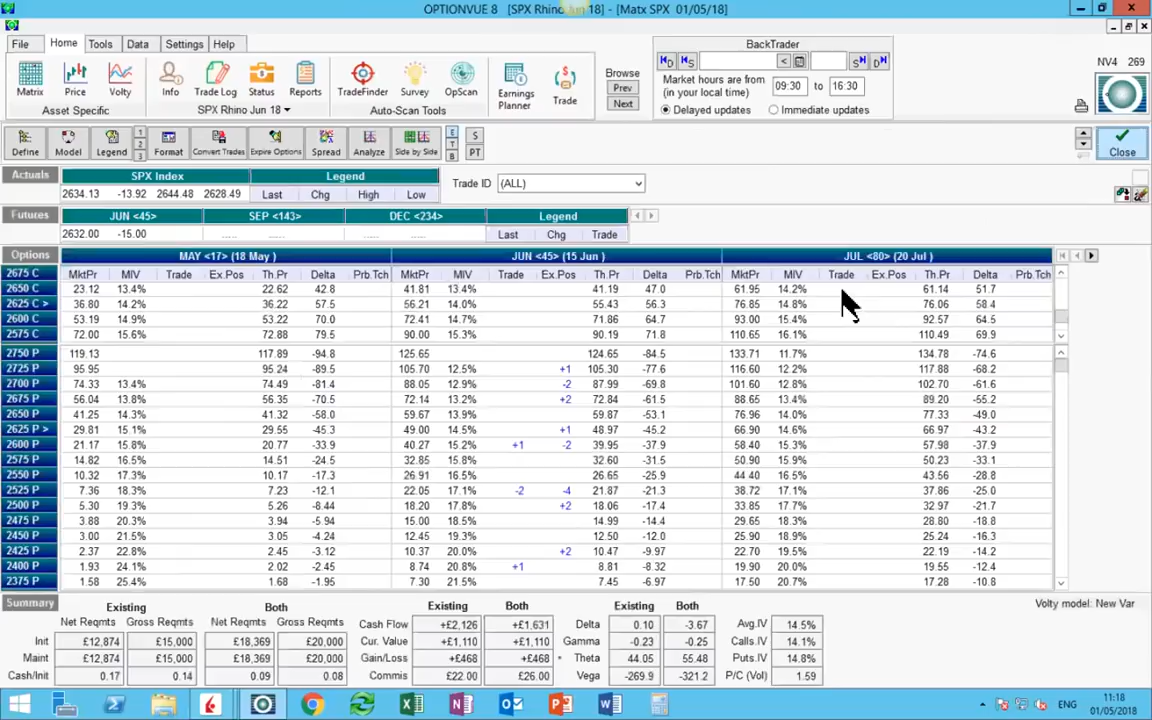 OPTIONVUE 8 [SPX Rhino Jun 18] - [Matx SPX 01/05/18]
File Home Tools Data Settings Help
BackTrader
Market hours are from (in your local time) 09:30 to 16:30
Delayed updates Immediate updates
Browse
Prev
Next
NV4 269
Matrix Price Volty Info Trade Log Status Reports TradeFinder Survey OpScan Earnings Planner Trade
Asset Specific SPX Rhino Jun 18 Auto-Scan Tools
Define Model Legend 1 2 3 Format Convert Trades Expire Options Spread Analyze Side by Side E T B S PT Close
Actuals SPX Index Legend
2634.13 -13.92 2644.48 2628.49 Last Chg High Low Trade ID (ALL)
Futures JUN <45> SEP <143> DEC <234> Legend
2632.00 -15.00 Last Chg Trade
Options MAY <17> (18 May ) JUN <45> (15 Jun ) JUL <80> (20 Jul )
2675 C MktPr MIV Trade Ex.Pos Th.Pr Delta Prb.Tch MktPr MIV Trade Ex.Pos Th.Pr Delta Prb.Tch MktPr MIV Trade Ex.Pos Th.Pr Delta Prb.Tch
2650 C 23.12 13.4% 22.62 42.8 41.81 13.4% 41.19 47.0 61.95 14.2% 61.14 51.7
2625 C > 36.80 14.2% 36.22 57.5 56.21 14.0% 55.43 56.3 76.85 14.8% 76.06 58.4
2600 C 53.19 14.9% 53.22 70.0 72.41 14.7% 71.86 64.7 93.00 15.4% 92.57 64.5
2575 C 72.00 15.6% 72.88 79.5 90.00 15.3% 90.19 71.8 110.65 16.1% 110.49 69.9
2750 P 119.13 117.89 -94.8 125.65 124.65 -84.5 133.71 11.7% 134.78 -74.6
2725 P 95.95 95.24 -89.5 105.70 12.5% +1 105.30 -77.6 116.60 12.2% 117.88 -68.2
2700 P 74.33 13.4% 74.49 -81.4 88.05 12.9% -2 87.99 -69.8 101.60 12.8% 102.70 -61.6
2675 P 56.04 13.8% 56.35 -70.5 72.14 13.2% +2 72.84 -61.5 88.65 13.4% 89.20 -55.2
2650 P 41.25 14.3% 41.32 -58.0 59.67 13.9% 59.87 -53.1 76.96 14.0% 77.33 -49.0
2625 P > 29.81 15.1% 29.55 -45.3 49.00 14.5% +1 48.97 -45.2 66.90 14.6% 66.97 -43.2
2600 P 21.17 15.8% 20.77 -33.9 40.27 15.2% +1 -2 39.95 -37.9 58.40 15.3% 57.98 -37.9
2575 P 14.82 16.5% 14.51 -24.5 32.85 15.8% 32.60 -31.5 50.90 15.9% 50.23 -33.1
2550 P 10.32 17.3% 10.17 -17.3 26.91 16.5% 26.65 -25.9 44.40 16.5% 43.56 -28.8
2525 P 7.36 18.3% 7.23 -12.1 22.05 17.1% -2 -4 21.87 -21.3 38.72 17.1% 37.86 -25.0
2500 P 5.30 19.3% 5.26 -8.44 18.20 17.8% +2 18.06 -17.4 33.85 17.7% 32.97 -21.7
2475 P 3.88 20.3% 3.94 -5.94 15.00 18.5% 14.99 -14.4 29.65 18.3% 28.80 -18.8
2450 P 3.00 21.5% 3.05 -4.24 12.45 19.3% 12.50 -12.0 25.90 18.9% 25.24 -16.3
2425 P 2.37 22.8% 2.45 -3.12 10.37 20.0% +2 10.47 -9.97 22.70 19.5% 22.19 -14.2
2400 P 1.93 24.1% 2.02 -2.45 8.74 20.8% +1 8.81 -8.32 19.90 20.0% 19.55 -12.4
2375 P 1.58 25.4% 1.68 -1.95 7.30 21.5% 7.45 -6.97 17.50 20.7% 17.28 -10.8
Summary Existing Both Existing Both Existing Both Volty model: New Var
Net Reqmts Gross Reqmts Net Reqmts Gross Reqmts Cash Flow +£2,126 +£1,631 Delta 0.10 -3.67 Avg.IV 14.5%
Init £12,874 £15,000 £18,369 £20,000 Cur. Value +£1,110 +£1,110 Gamma -0.23 -0.25 Calls.IV 14.1%
Maint £12,874 £15,000 £18,369 £20,000 Gain/Loss +£468 +£468 * Theta 44.05 55.48 Puts.IV 14.8%
Cash/Init 0.17 0.14 0.09 0.08 Commis £22.00 £26.00 Vega -269.9 -321.2 P/C (Vol) 1.59
ENG 11:18
01/05/2018